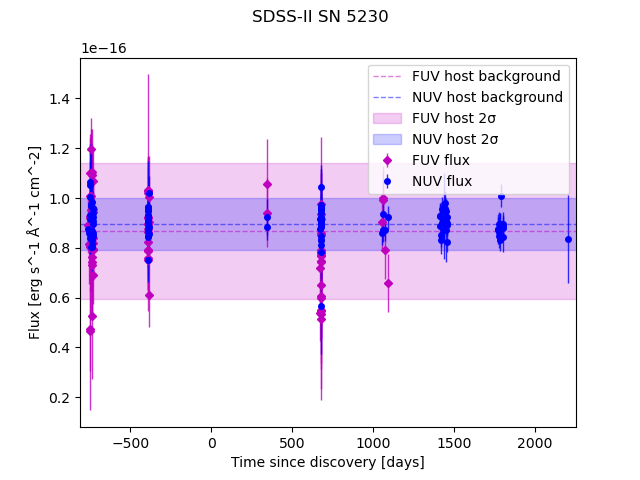 SDSS-II SN 5230
1e−16
FUV host background
NUV host background
FUV host 2σ
NUV host 2σ
FUV flux
NUV flux
1.4
1.2
1.0
0.8
0.6
0.4
0.2
Flux [erg s^-1 Å^-1 cm^-2]
−500
0
500
1000
1500
2000
Time since discovery [days]